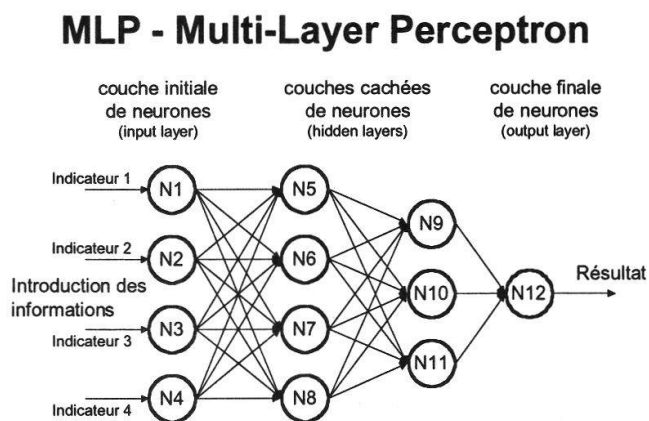 MLP - Multi-Layer Perceptron
couche initiale
de neurones
(input layer)
couches cachées
de neurones
(hidden layers)
couche finale
de neurones
(output layer)
Indicateur 1
Indicateur 2
Introduction des
informations
Indicateur 3
Indicateur 4
N1
N2
N3
N4
N5
N6
N7
N8
N9
N10
N11
N12
Résultat